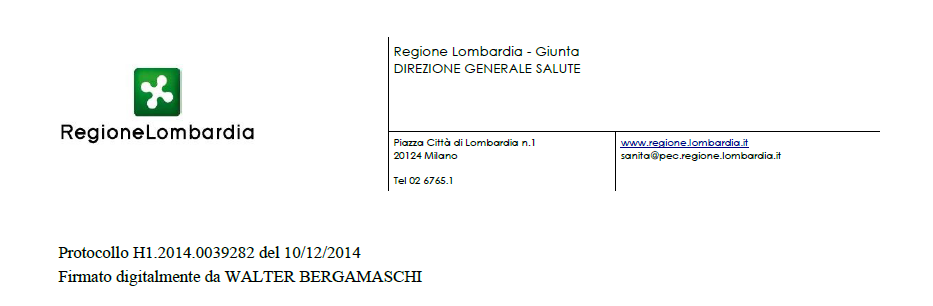 Regione Lombardia - Giunta
DIREZIONE GENERALE SALUTE
RegioneLombardia
Piazza Città di Lombardia n.1
20124 Milano
Tel 02 6765.1
www.regione.lombardia.it
sanita@pec.regione.lombardia.it
Protocollo H1.2014.0039282 del 10/12/2014
Firmato digitalmente da WALTER BERGAMASCHI